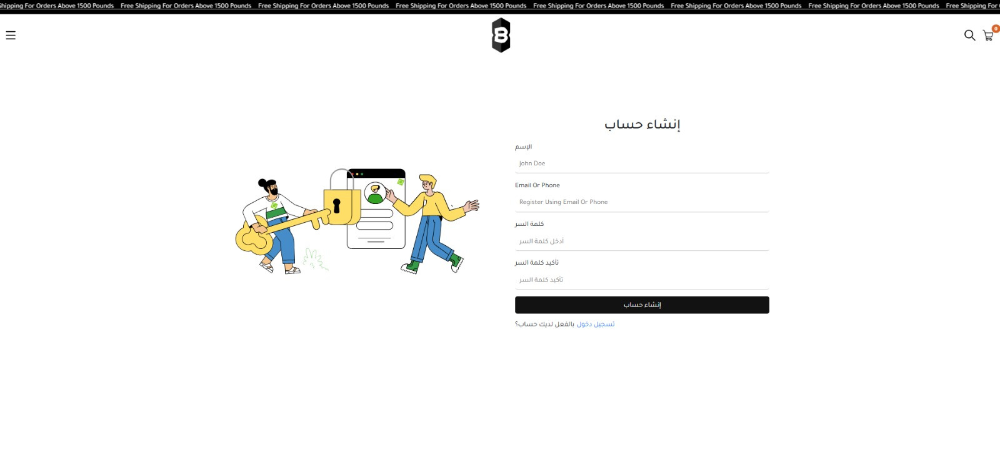 Shipping For Orders Above 1500 Pounds Free Shipping For Orders Above 1500 Pounds Free Shipping For Orders Above 1500 Pounds Free Shipping For Orders Above 1500 Pounds Free Shipping For Orders Above 1500 Pounds Free Shipping For Orders Above 1500 Pounds Free Shipping For Orders Above 1500 Pounds Free Shipping For
B
0
إنشاء حساب
الإسم
John Doe
Email Or Phone
Register Using Email Or Phone
كلمة السر
أدخل كلمة السر
تأكيد كلمة السر
تأكيد كلمة السر
إنشاء حساب
بالفعل لديك حساب؟ تسجيل دخول